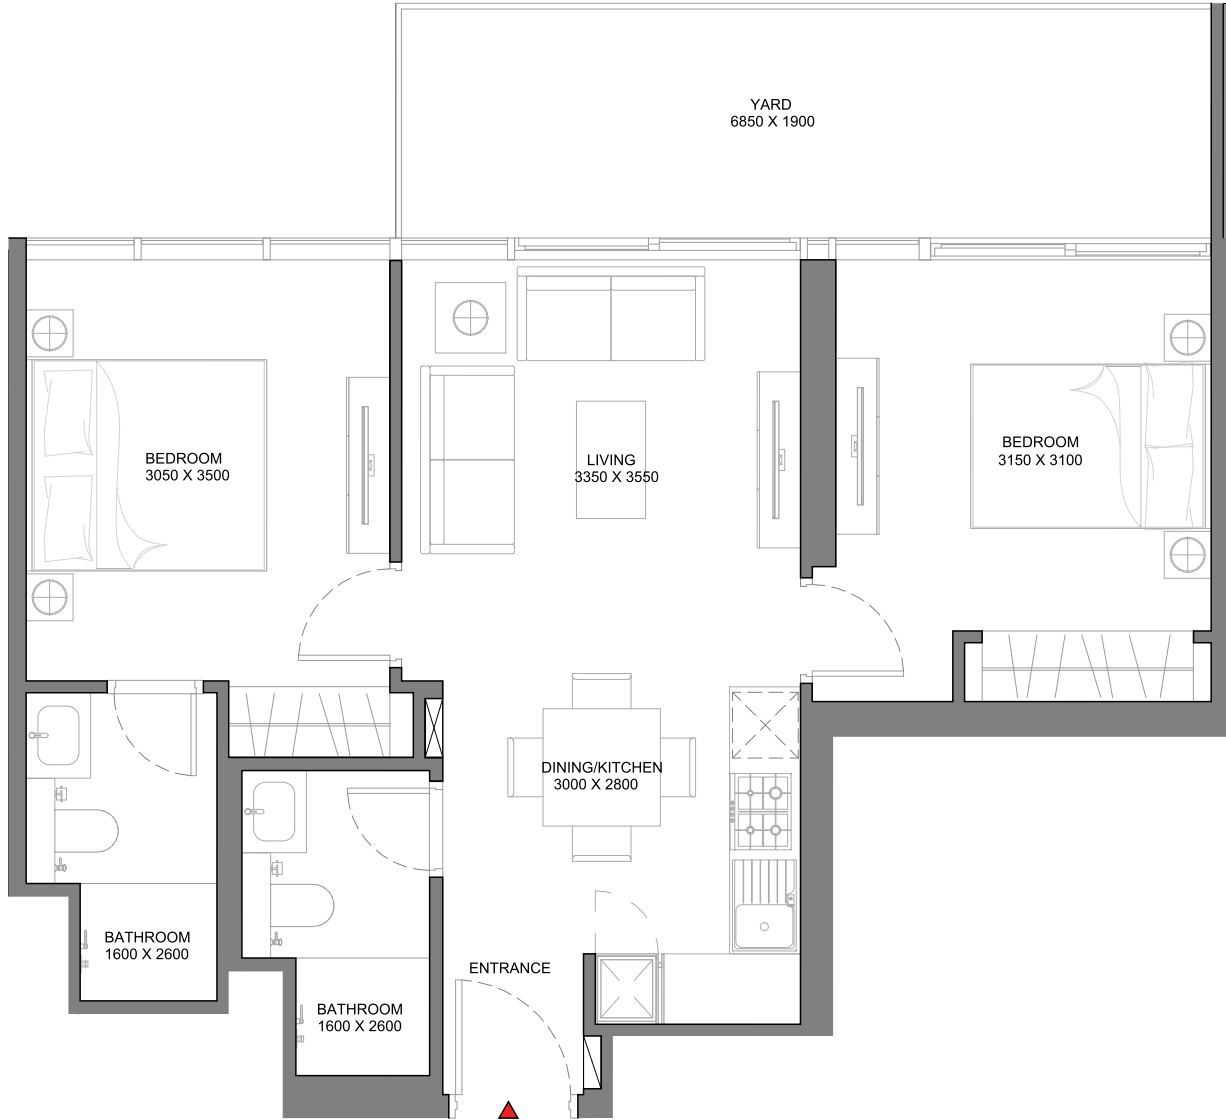 YARD
6850 X 1900
BEDROOM
3050 X 3500
LIVING
3350 X 3550
BEDROOM
3150 X 3100
DINING/KITCHEN
3000 X 2800
BATHROOM
1600 X 2600
ENTRANCE
BATHROOM
1600 X 2600